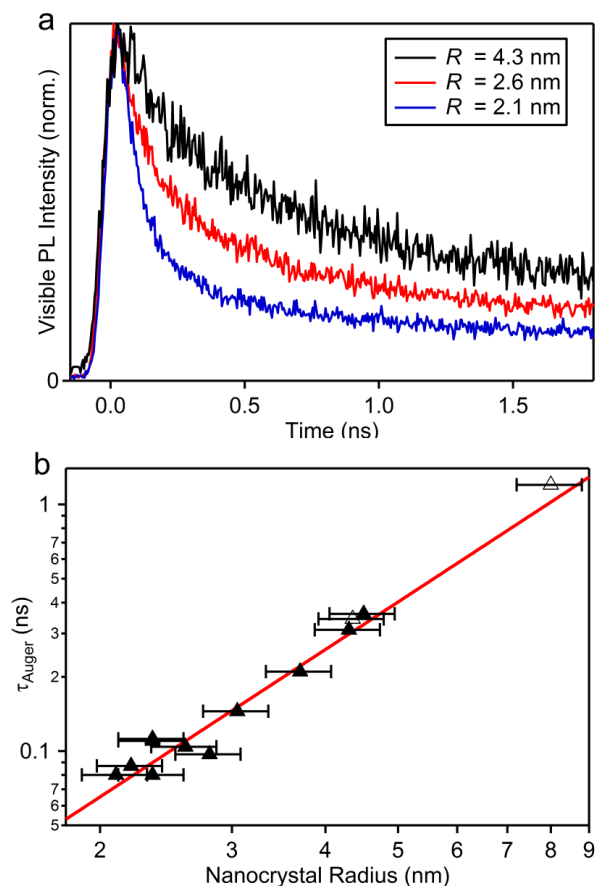 a
Visible PL Intensity (norm.)
R = 4.3 nm
R = 2.6 nm
R = 2.1 nm
0
0.0 0.5 1.0 1.5
Time (ns)
b
τAuger (ns)
1
7
6
5
4
3
2
0.1
7
6
5
2 3 4 5 6 7 8 9
Nanocrystal Radius (nm)